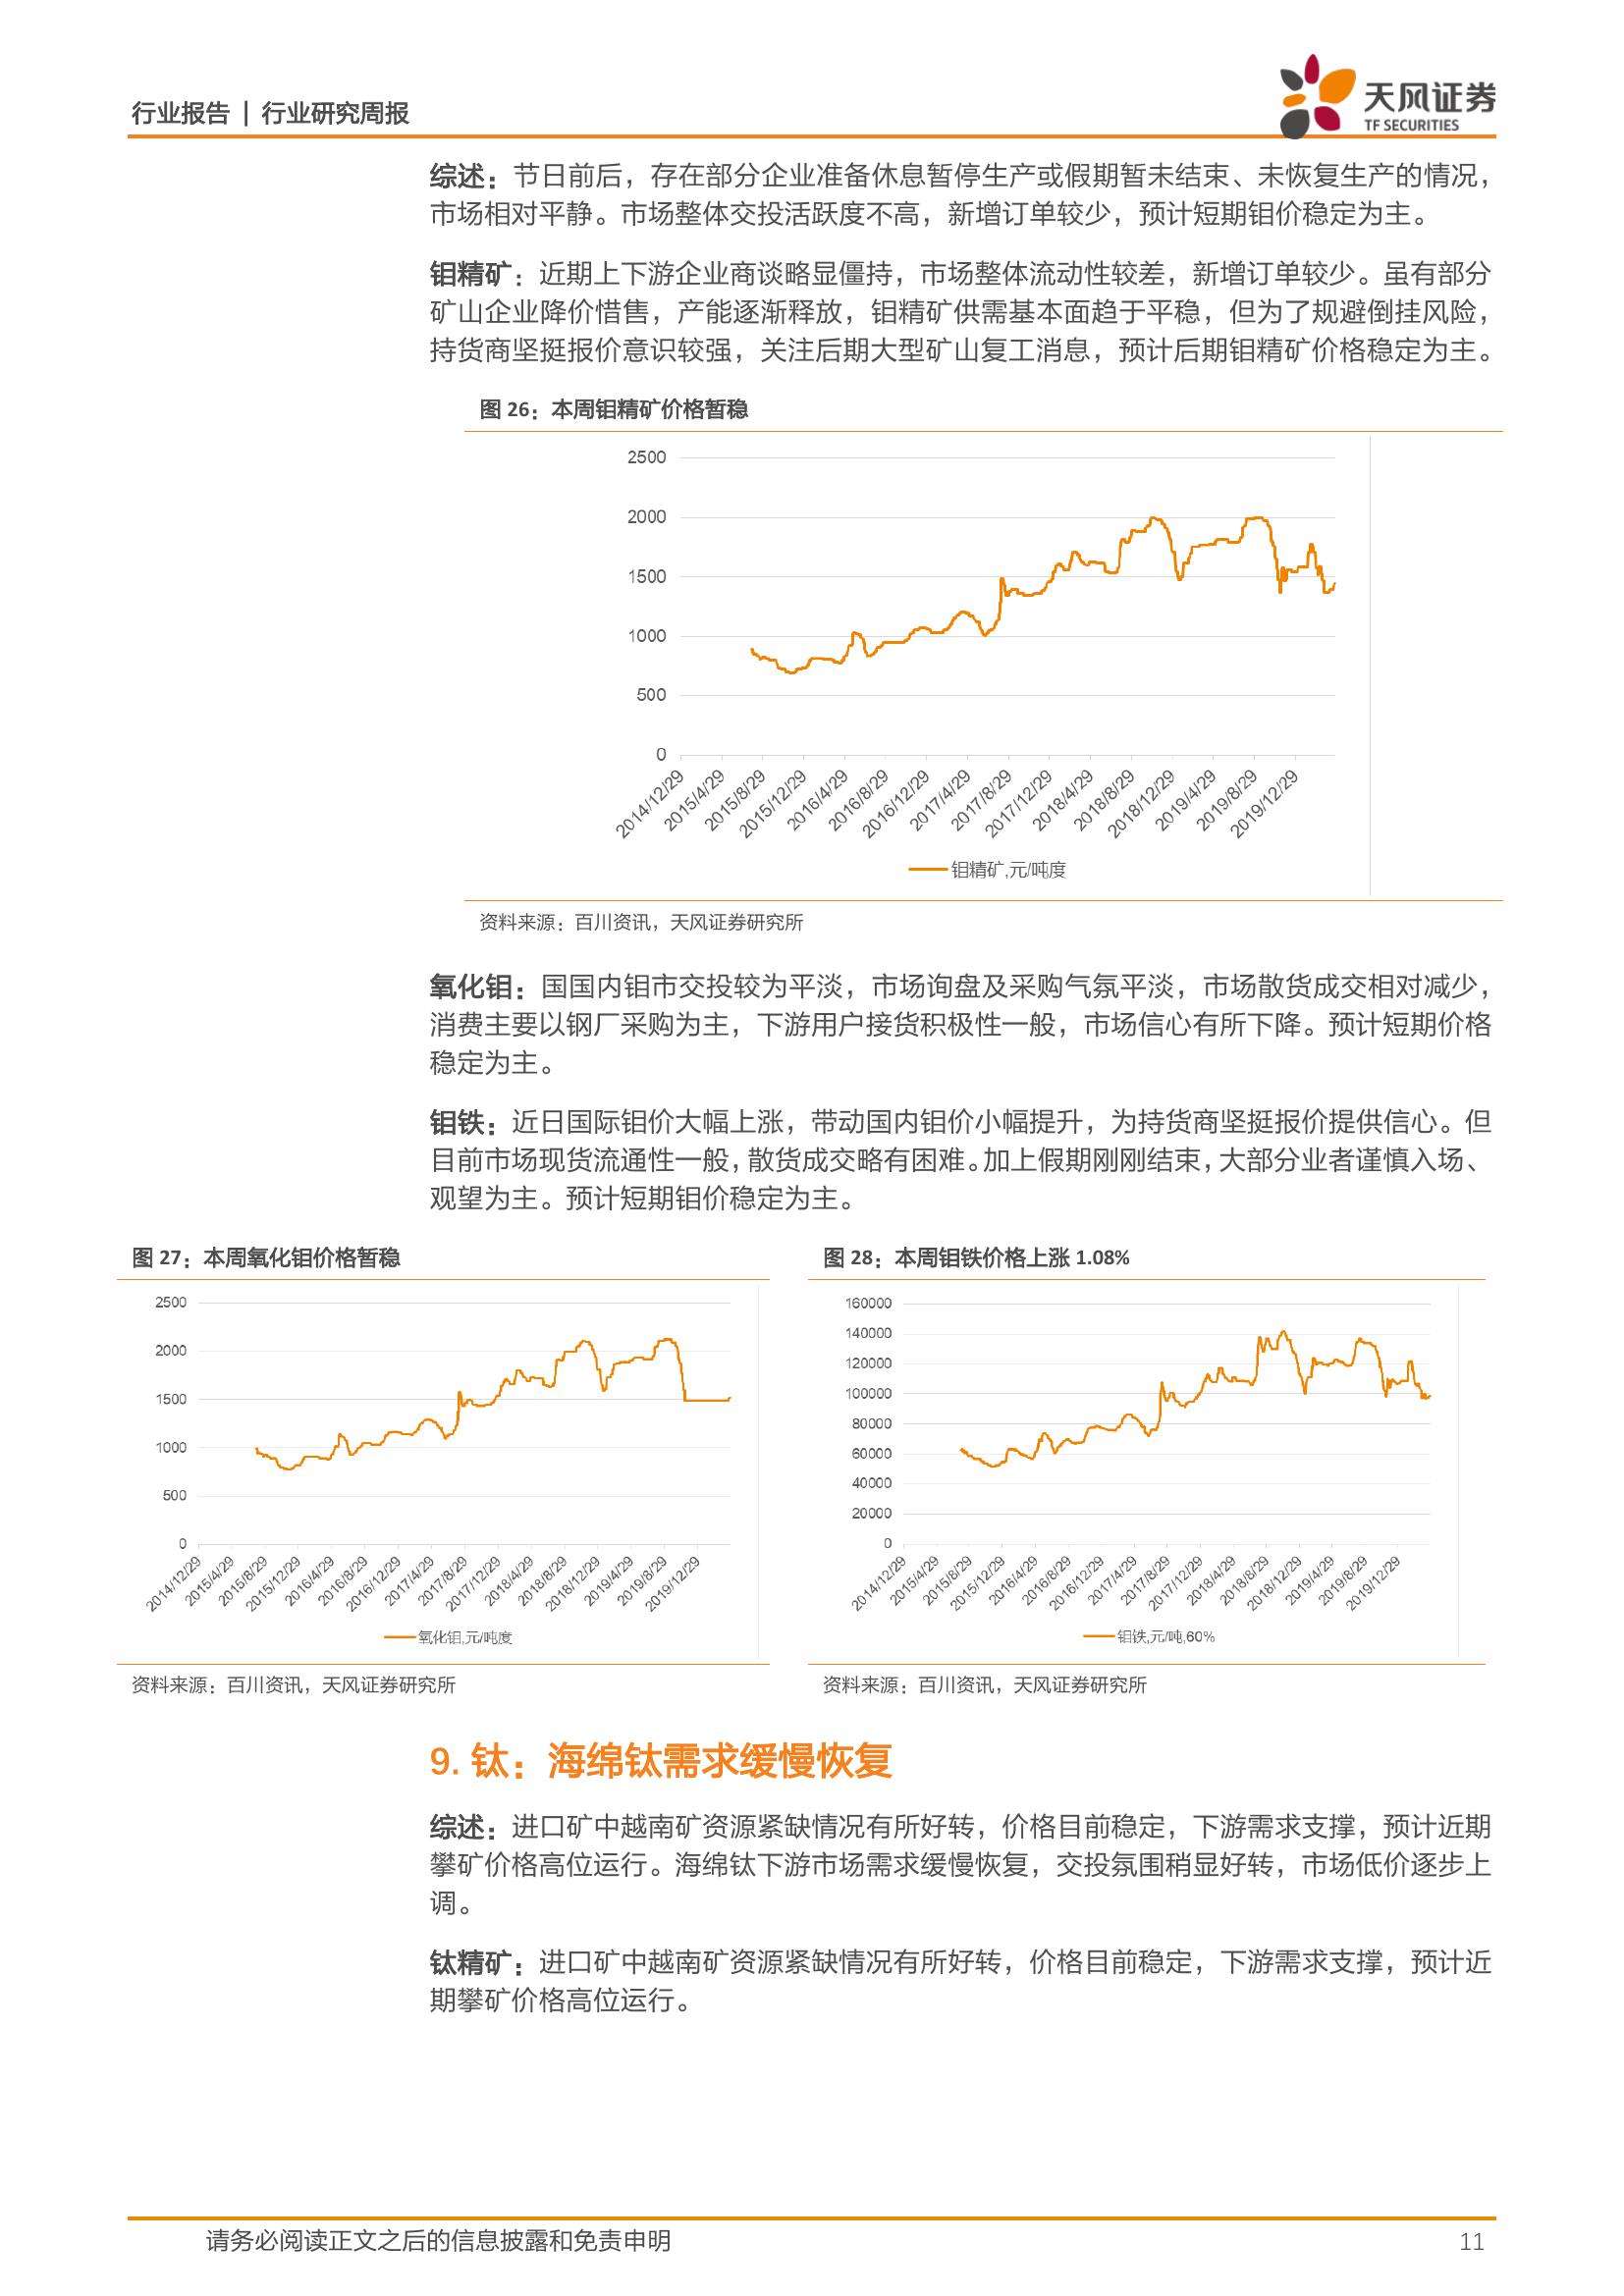 行业报告 | 行业研究周报
天风证券
TF SECURITIES
综述：节日前后，存在部分企业准备休息暂停生产或假期暂未结束、未恢复生产的情况，
市场相对平静。市场整体交投活跃度不高，新增订单较少，预计短期钼价稳定为主。
钼精矿：近期上下游企业商谈略显僵持，市场整体流动性较差，新增订单较少。虽有部分
矿山企业降价惜售，产能逐渐释放，钼精矿供需基本面趋于平稳，但为了规避倒挂风险，
持货商坚挺报价意识较强，关注后期大型矿山复工消息，预计后期钼精矿价格稳定为主。
图 26：本周钼精矿价格暂稳
2500
2000
1500
1000
500
0
2014/12/29
2015/4/29
2015/8/29
2015/12/29
2016/4/29
2016/8/29
2016/12/29
2017/4/29
2017/8/29
2017/12/29
2018/4/29
2018/8/29
2018/12/29
2019/4/29
2019/8/29
2019/12/29
钼精矿,元/吨度
资料来源：百川资讯，天风证券研究所
氧化钼：国国内钼市交投较为平淡，市场询盘及采购气氛平淡，市场散货成交相对减少，
消费主要以钢厂采购为主，下游用户接货积极性一般，市场信心有所下降。预计短期价格
稳定为主。
钼铁：近日国际钼价大幅上涨，带动国内钼价小幅提升，为持货商坚挺报价提供信心。但
目前市场现货流通性一般，散货成交略有困难。加上假期刚刚结束，大部分业者谨慎入场、
观望为主。预计短期钼价稳定为主。
图 27：本周氧化钼价格暂稳
2500
2000
1500
1000
500
0
2014/12/29
2015/4/29
2015/8/29
2015/12/29
2016/4/29
2016/8/29
2016/12/29
2017/4/29
2017/8/29
2017/12/29
2018/4/29
2018/8/29
2018/12/29
2019/4/29
2019/8/29
2019/12/29
氧化钼,元/吨度
资料来源：百川资讯，天风证券研究所
图 28：本周钼铁价格上涨 1.08%
160000
140000
120000
100000
80000
60000
40000
20000
0
2014/12/29
2015/4/29
2015/8/29
2015/12/29
2016/4/29
2016/8/29
2016/12/29
2017/4/29
2017/8/29
2017/12/29
2018/4/29
2018/8/29
2018/12/29
2019/4/29
2019/8/29
2019/12/29
钼铁,元/吨,60%
资料来源：百川资讯，天风证券研究所
9. 钛：海绵钛需求缓慢恢复
综述：进口矿中越南矿资源紧缺情况有所好转，价格目前稳定，下游需求支撑，预计近期
攀矿价格高位运行。海绵钛下游市场需求缓慢恢复，交投氛围稍显好转，市场低价逐步上
调。
钛精矿：进口矿中越南矿资源紧缺情况有所好转，价格目前稳定，下游需求支撑，预计近
期攀矿价格高位运行。
请务必阅读正文之后的信息披露和免责申明
11